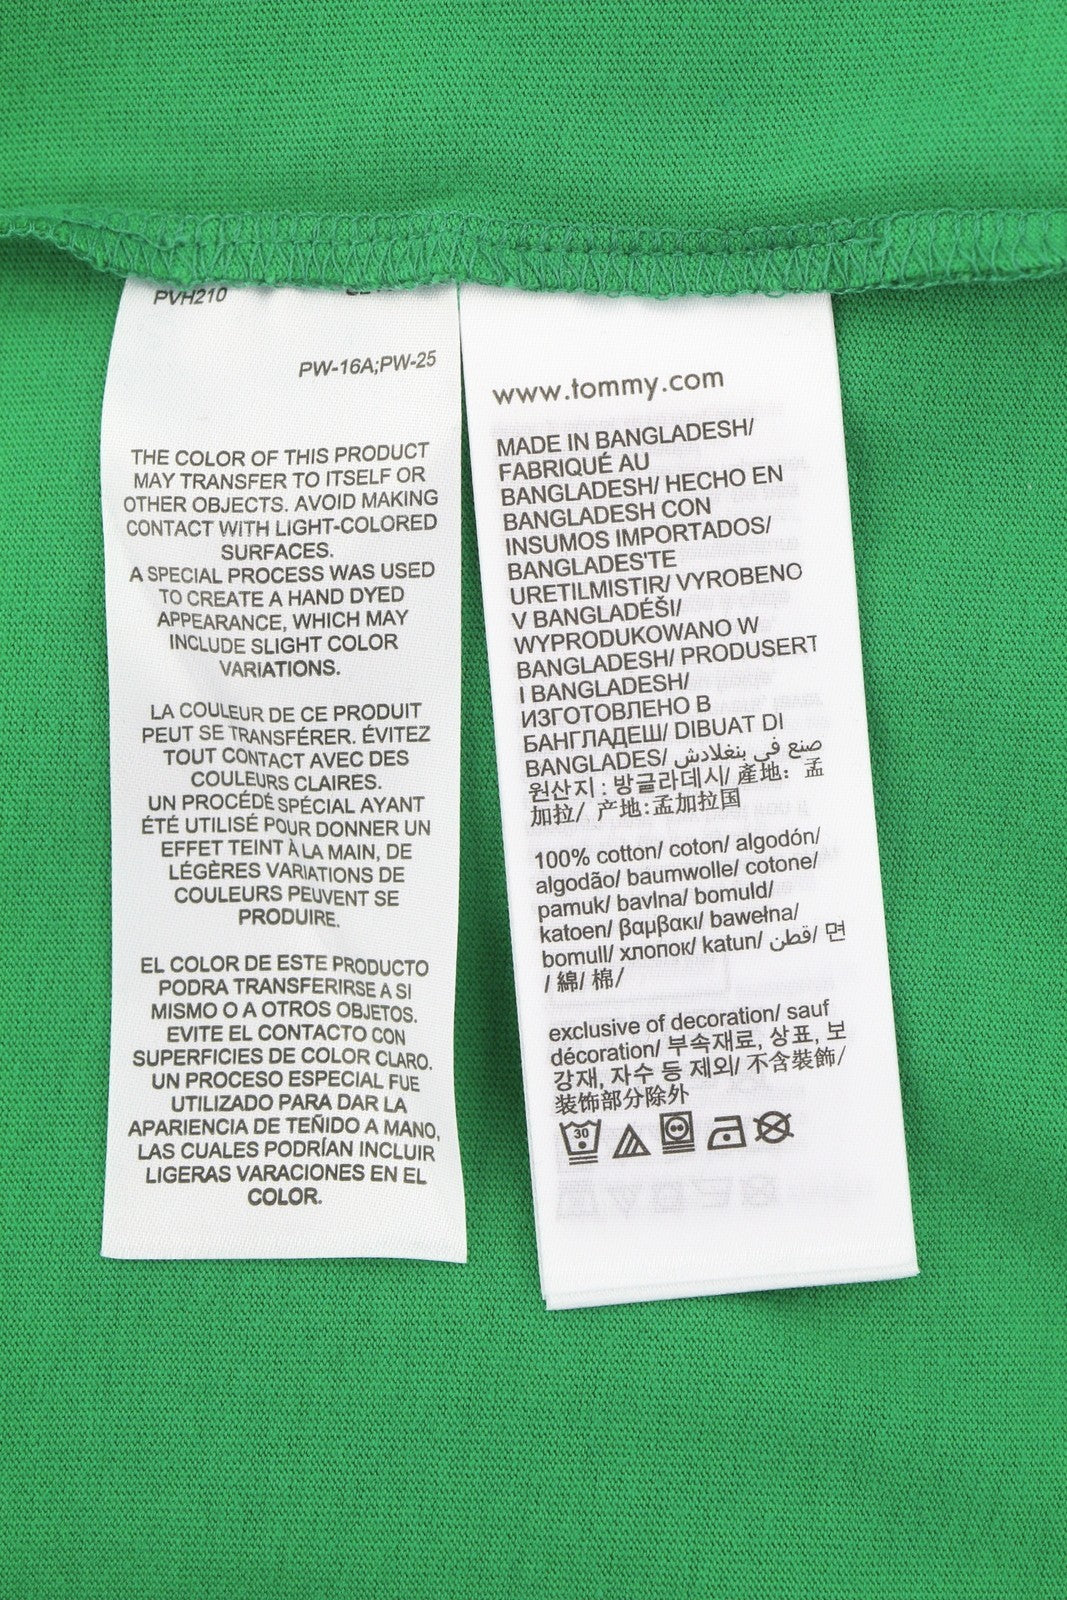 PVH210
PW-16A;PW-25
THE COLOR OF THIS PRODUCT
MAY TRANSFER TO ITSELF OR
OTHER OBJECTS. AVOID MAKING
CONTACT WITH LIGHT-COLORED
SURFACES.
A SPECIAL PROCESS WAS USED
TO CREATE A HAND DYED
APPEARANCE, WHICH MAY
INCLUDE SLIGHT COLOR
VARIATIONS.
LA COULEUR DE CE PRODUIT
PEUT SE TRANSFÉRER. ÉVITEZ
TOUT CONTACT AVEC DES
COULEURS CLAIRES.
UN PROCÉDÉ SPÉCIAL AYANT
ÉTÉ UTILISÉ POUR DONNER UN
EFFET TEINT À LA MAIN, DE
LÉGÈRES VARIATIONS DE
COULEURS PEUVENT SE
PRODUIRE.
EL COLOR DE ESTE PRODUCTO
PODRA TRANSFERIRSE A SI
MISMO O A OTROS OBJETOS.
EVITE EL CONTACTO CON
SUPERFICIES DE COLOR CLARO.
UN PROCESO ESPECIAL FUE
UTILIZADO PARA DAR LA
APARIENCIA DE TEÑIDO A MANO,
LAS CUALES PODRÍAN INCLUIR
LIGERAS VARACIONES EN EL
COLOR.
www.tommy.com
MADE IN BANGLADESH/
FABRIQUÉ AU
BANGLADESH/ HECHO EN
BANGLADESH CON
INSUMOS IMPORTADOS/
BANGLADES'TE
URETILMISTIR/ VYROBENO
V BANGLADÉŠI/
WYPRODUKOWANO W
BANGLADESH/ PRODUSERT
I BANGLADESH/
ИЗГОТОВЛЕНО В
БАНГЛАДЕШ/ DIBUAT DI
BANGLADES/ صنع في بنغلادش
원산지 : 방글라데시/ 產地：孟
加拉/ 产地:孟加拉国
100% cotton/ coton/ algodón/
algodão/ baumwolle/ cotone/
pamuk/ bavlna/ bomuld/
katoen/ βαμβακι/ bawełna/
bomull/ хлопок/ katun/ قطن/ 면
/ 綿/ 棉/
exclusive of decoration/ sauf
décoration/ 부속재료, 상표, 보
강재, 자수 등 제외/ 不含裝飾/
装饰部分除外
30